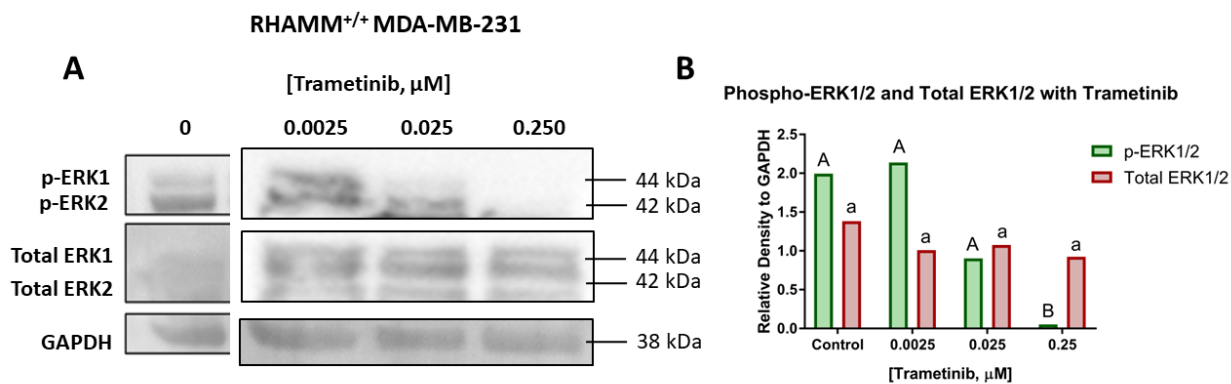 RHAMM+/+ MDA-MB-231
A
[Trametinib, µM]
0 0.0025 0.025 0.250
p-ERK1
p-ERK2
44 kDa
42 kDa
Total ERK1
Total ERK2
44 kDa
42 kDa
GAPDH
38 kDa
B
Phospho-ERK1/2 and Total ERK1/2 with Trametinib
Relative Density to GAPDH
2.5
2.0
1.5
1.0
0.5
0.0
A a A a A a B a
Control 0.0025 0.025 0.25
[Trametinib, µM]
p-ERK1/2
Total ERK1/2